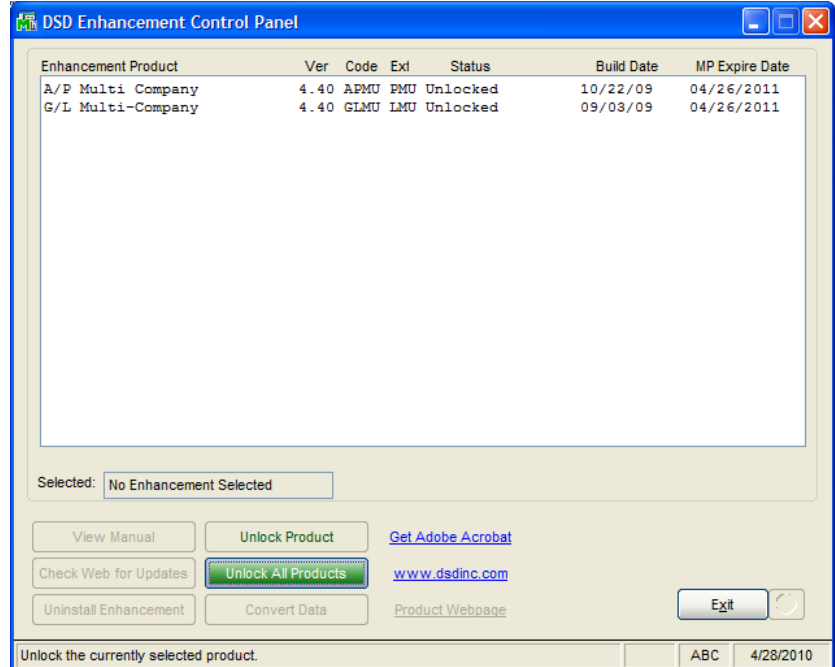 DSD Enhancement Control Panel
Enhancement Product Ver Code Ext Status Build Date MP Expire Date
A/P Multi Company 4.40 APMU PMU Unlocked 10/22/09 04/26/2011
G/L Multi-Company 4.40 GLMU LMU Unlocked 09/03/09 04/26/2011
Selected: No Enhancement Selected
View Manual Unlock Product Get Adobe Acrobat
Check Web for Updates Unlock All Products www.dsdinc.com
Uninstall Enhancement Convert Data Product Webpage Exit
Unlock the currently selected product. ABC 4/28/2010